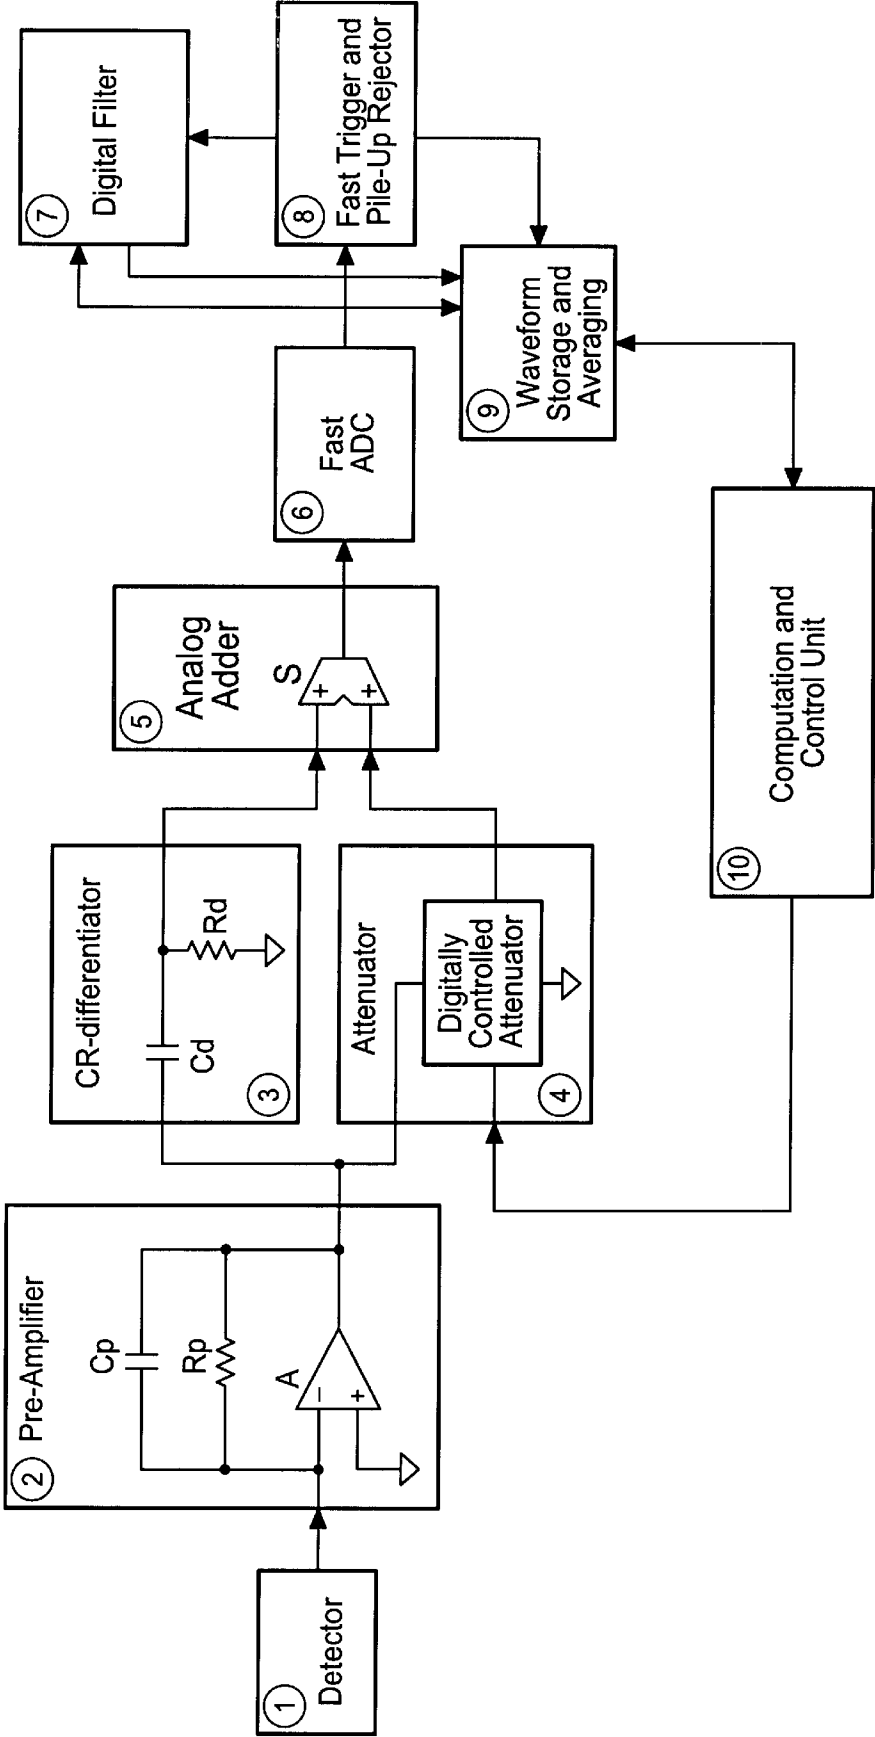 1
Detector
2
Pre-Amplifier
Cp
Rp
A
−
+
3
CR-differentiator
Cd
Rd
4
Attenuator
Digitally
Controlled
Attenuator
5
Analog
Adder
S
+
+
6
Fast
ADC
7
Digital Filter
8
Fast Trigger and
Pile-Up Rejector
9
Waveform
Storage and
Averaging
10
Computation and
Control Unit